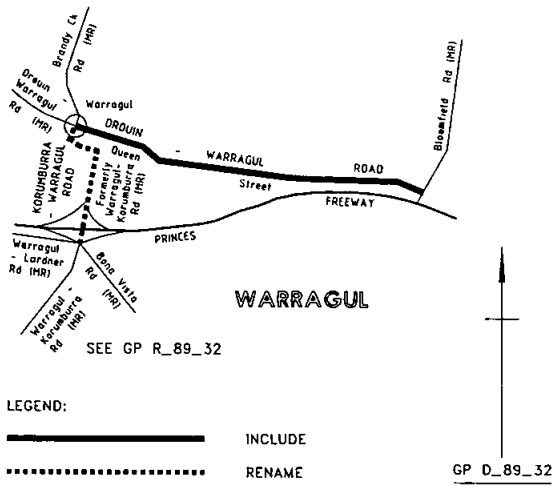 Brandy Ck
Rd (MR)
Drouin -
Warragul
Rd (MR)
Warragul
DROUIN
-
WARRAGUL
ROAD
Queen
Street
Bloomfield
Rd (MR)
KORUMBURRA
- WARRAGUL
ROAD
Formerly
Warragul-
Korumburra
Rd (MR)
PRINCES
FREEWAY
Warragul
- Lardner
Rd (MR)
Bona Vista
Rd (MR)
Warragul -
Korumburra
Rd (MR)
WARRAGUL
SEE GP R_89_32
LEGEND:
INCLUDE
RENAME
GP D_89_32